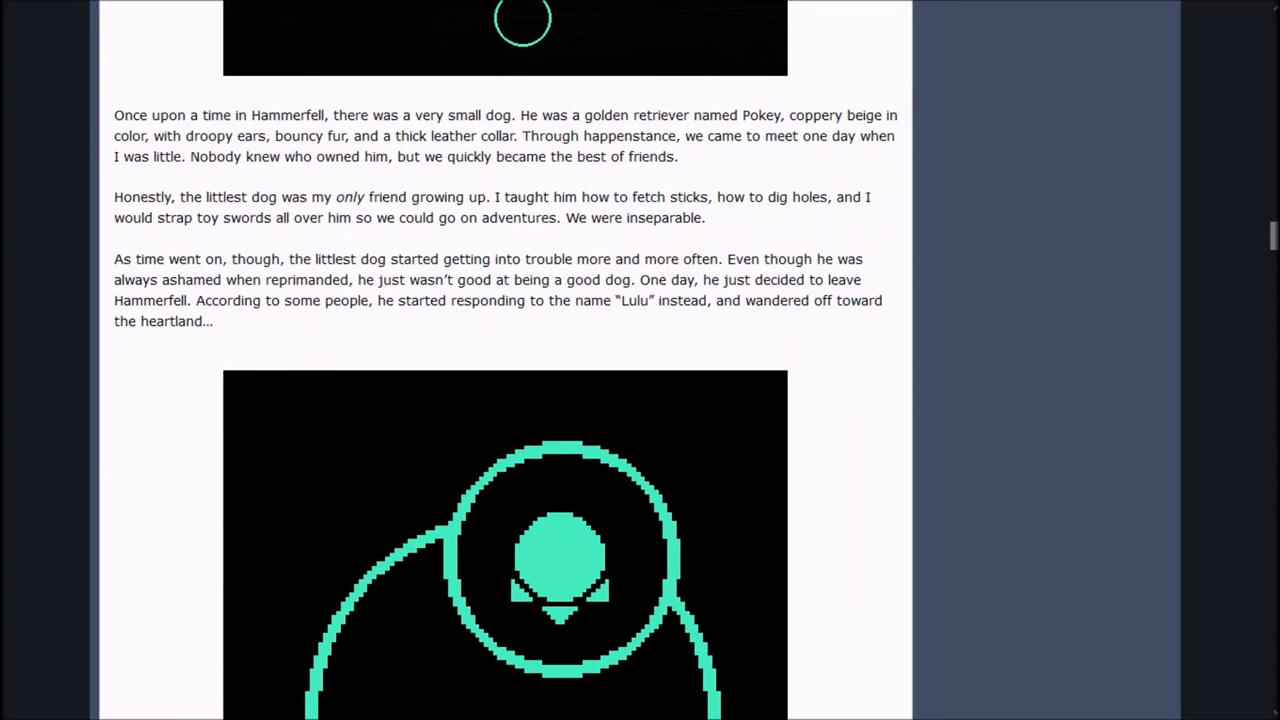 Once upon a time in Hammerfell, there was a very small dog. He was a golden retriever named Pokey, coppery beige in
color, with droopy ears, bouncy fur, and a thick leather collar. Through happenstance, we came to meet one day when
I was little. Nobody knew who owned him, but we quickly became the best of friends.
Honestly, the littlest dog was my only friend growing up. I taught him how to fetch sticks, how to dig holes, and I
would strap toy swords all over him so we could go on adventures. We were inseparable.
As time went on, though, the littlest dog started getting into trouble more and more often. Even though he was
always ashamed when reprimanded, he just wasn’t good at being a good dog. One day, he just decided to leave
Hammerfell. According to some people, he started responding to the name “Lulu” instead, and wandered off toward
the heartland…